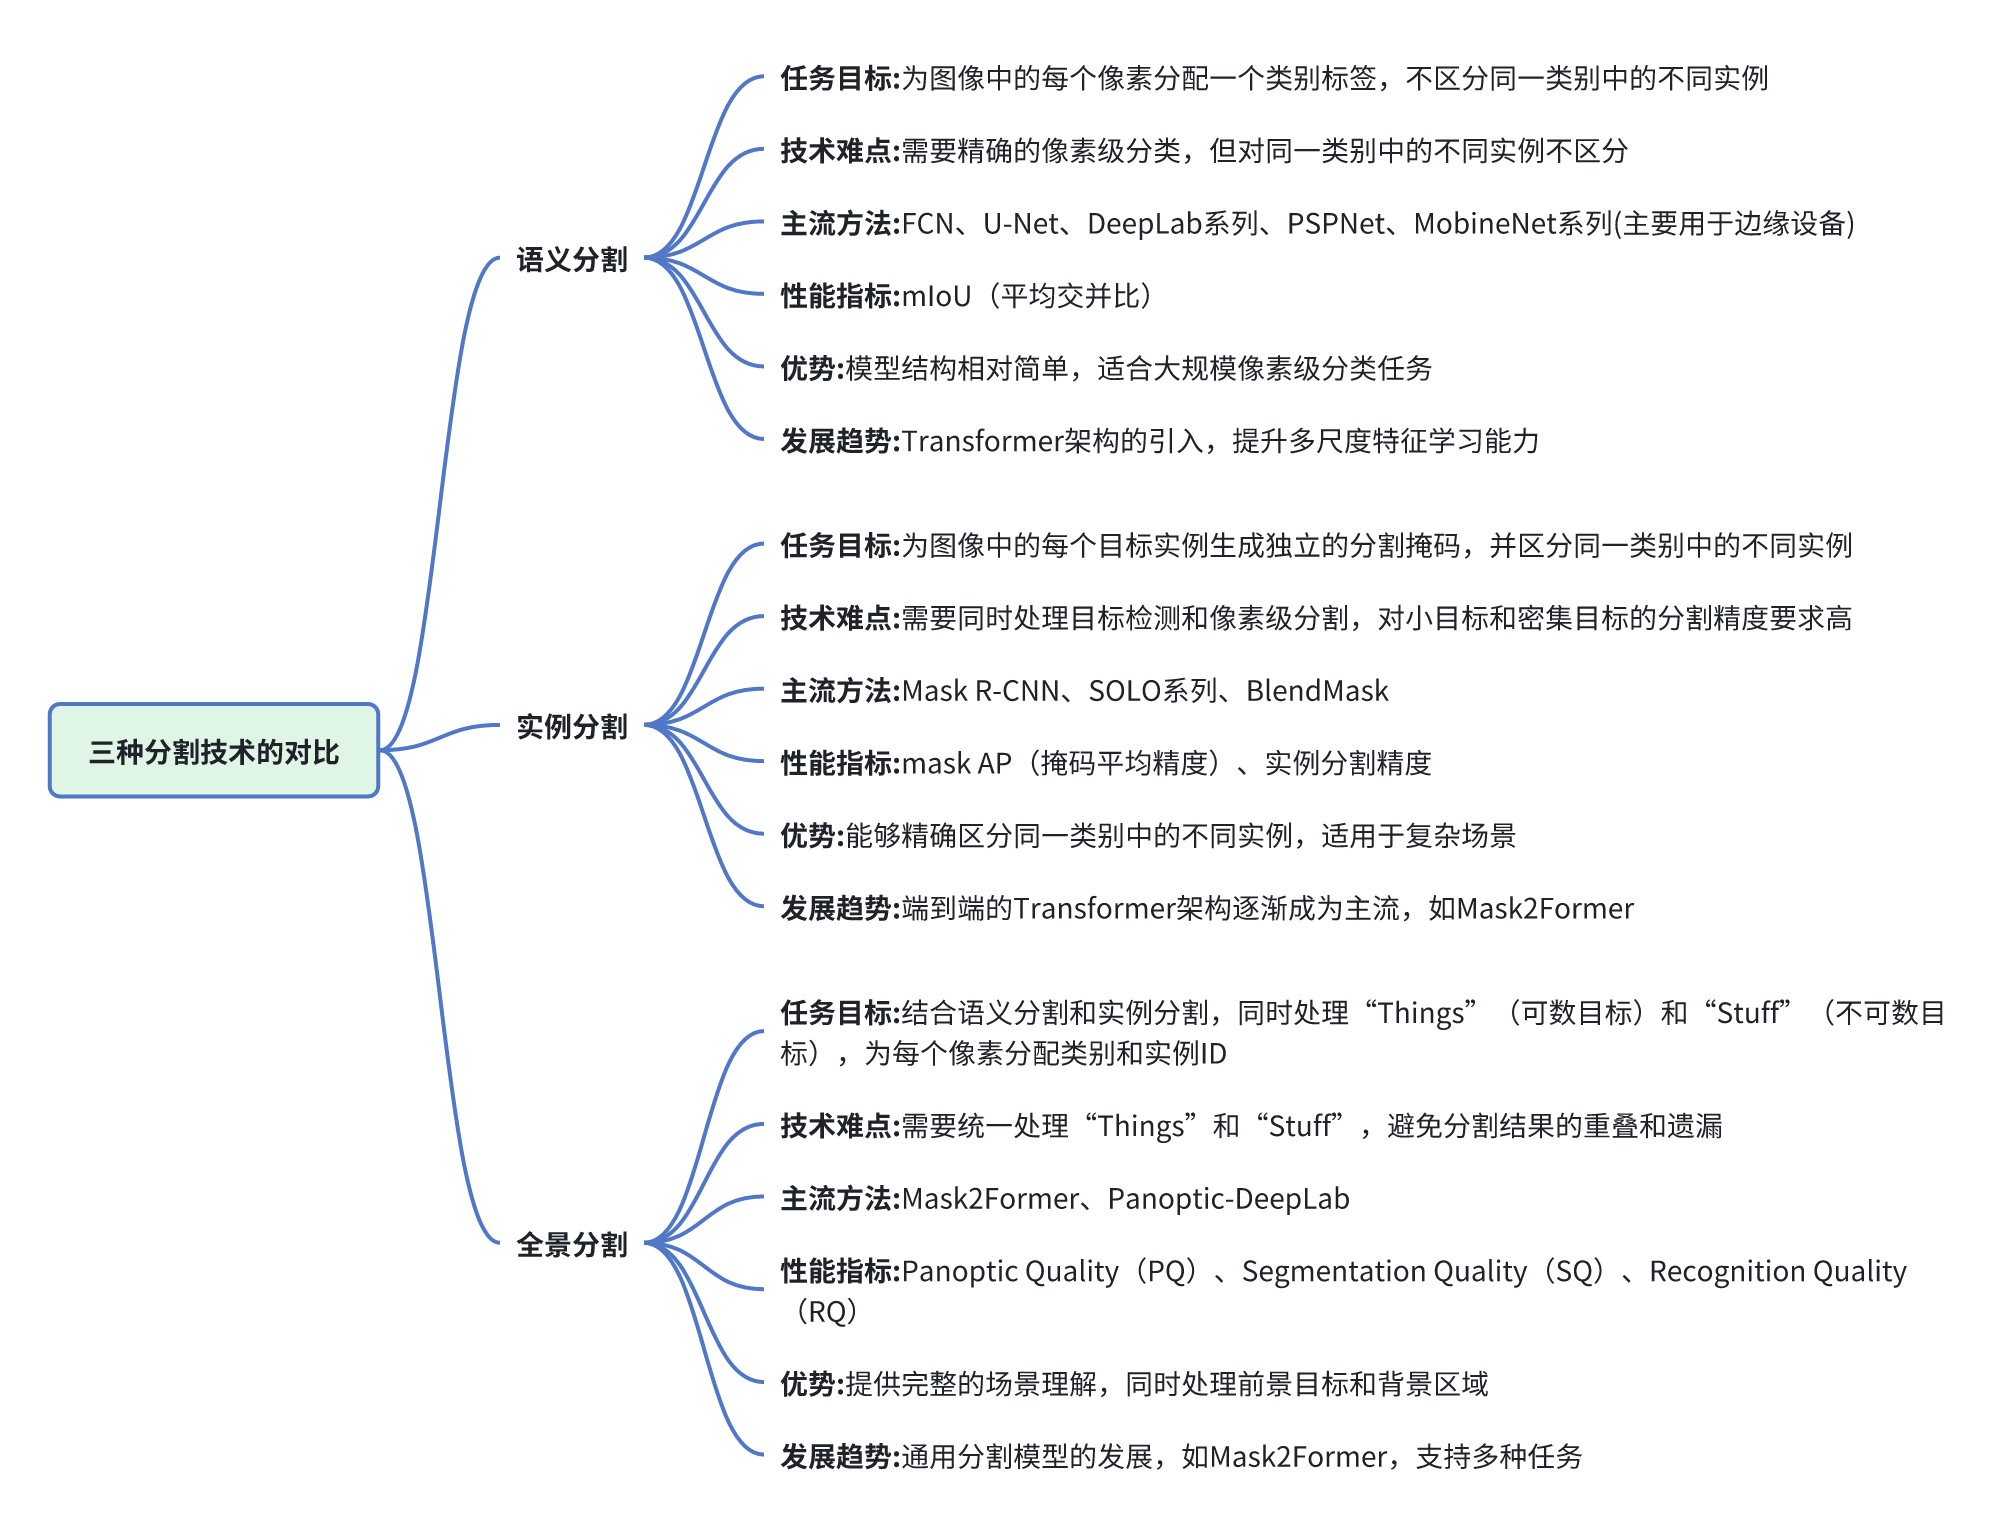 任务目标:为图像中的每个像素分配一个类别标签，不区分同一类别中的不同实例
技术难点:需要精确的像素级分类，但对同一类别中的不同实例不区分
主流方法:FCN、U-Net、DeepLab系列、PSPNet、MobineNet系列(主要用于边缘设备)
语义分割
性能指标:mIoU（平均交并比）
优势:模型结构相对简单，适合大规模像素级分类任务
发展趋势:Transformer架构的引入，提升多尺度特征学习能力
任务目标:为图像中的每个目标实例生成独立的分割掩码，并区分同一类别中的不同实例
技术难点:需要同时处理目标检测和像素级分割，对小目标和密集目标的分割精度要求高
主流方法:Mask R-CNN、SOLO系列、BlendMask
实例分割
三种分割技术的对比
性能指标:mask AP（掩码平均精度）、实例分割精度
优势:能够精确区分同一类别中的不同实例，适用于复杂场景
发展趋势:端到端的Transformer架构逐渐成为主流，如Mask2Former
任务目标:结合语义分割和实例分割，同时处理“Things”（可数目标）和“Stuff”（不可数目
标），为每个像素分配类别和实例ID
技术难点:需要统一处理“Things”和“Stuff”，避免分割结果的重叠和遗漏
主流方法:Mask2Former、Panoptic-DeepLab
全景分割
性能指标:Panoptic Quality（PQ）、Segmentation Quality（SQ）、Recognition Quality
（RQ）
优势:提供完整的场景理解，同时处理前景目标和背景区域
发展趋势:通用分割模型的发展，如Mask2Former，支持多种任务